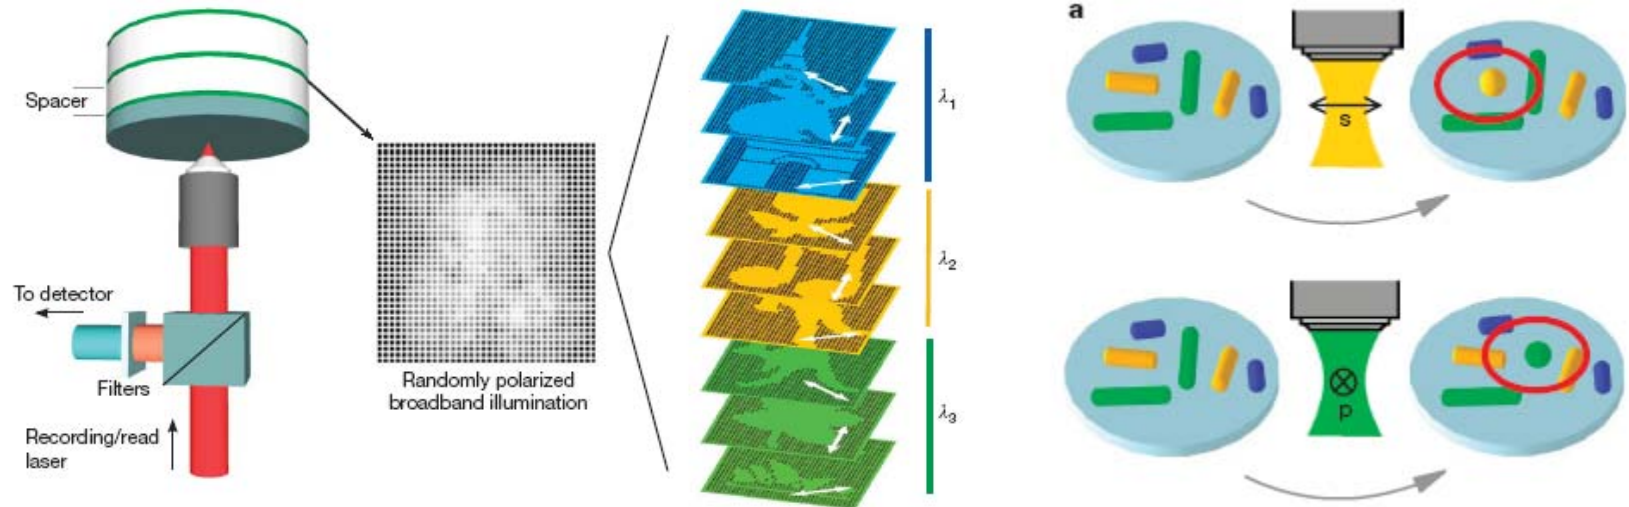 Spacer
To detector
Filters
Recording/read
laser
Randomly polarized
broadband illumination
λ1
λ2
λ3
a
s
p